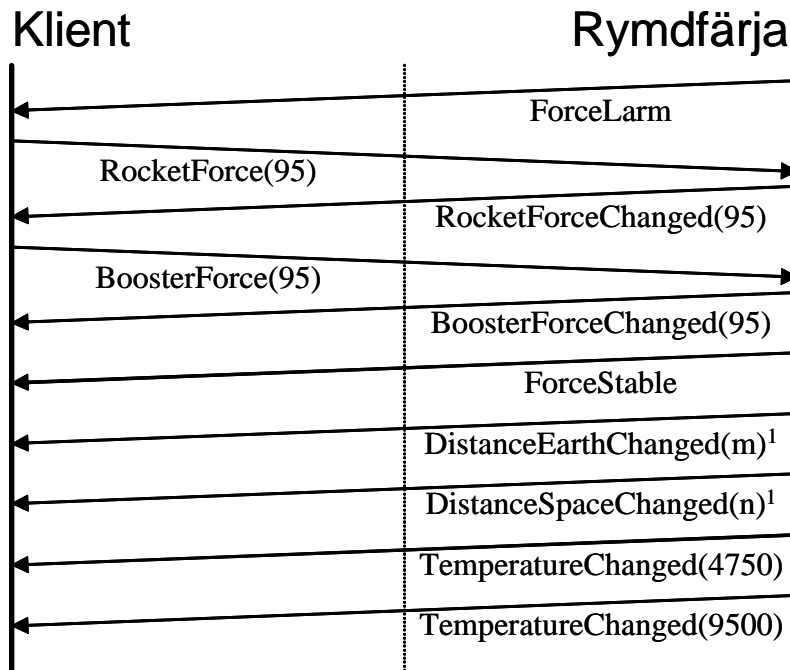 Klient Rymdfärja
ForceLarm
RocketForce(95)
RocketForceChanged(95)
BoosterForce(95)
BoosterForceChanged(95)
ForceStable
DistanceEarthChanged(m)¹
DistanceSpaceChanged(n)¹
TemperatureChanged(4750)
TemperatureChanged(9500)